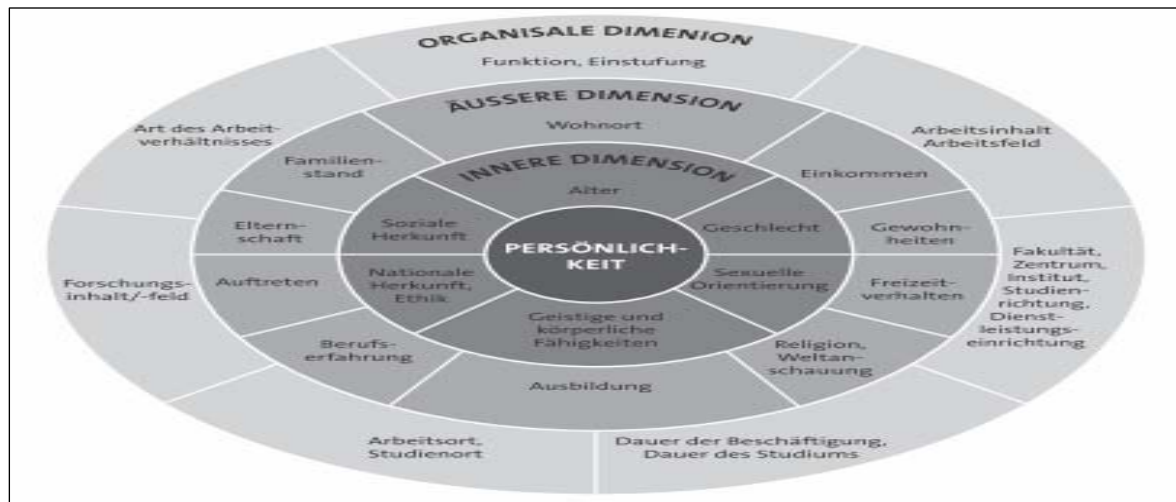 ORGANISALE DIMENION
Funktion, Einstufung
ÄUSSERE DIMENSION
Wohnort
INNERE DIMENSION
Alter
PERSÖNLICH-
KEIT
Art des Arbeit-
verhältnisses
Familien-
stand
Einkommen
Arbeitsinhalt
Arbeitsfeld
Eltern-
schaft
Soziale
Herkunft
Geschlecht
Gewohn-
heiten
Forschungs-
inhalt/-feld
Auftreten
Nationale
Herkunft,
Ethik
Sexuelle
Orientierung
Freizeit-
verhalten
Fakultät,
Zentrum,
Institut,
Studien-
richtung,
Dienst-
leistungs-
einrichtung
Geistige und
körperliche
Fähigkeiten
Berufs-
erfahrung
Religion,
Weltan-
schauung
Ausbildung
Arbeitsort,
Studienort
Dauer der Beschäftigung,
Dauer des Studiums